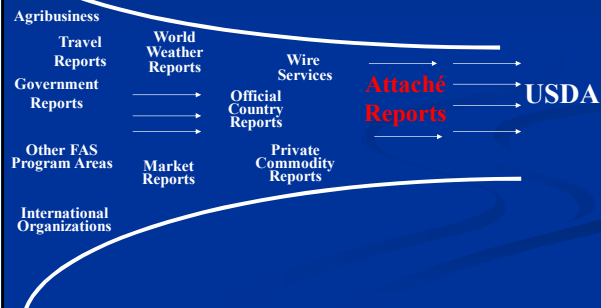 Agribusiness
Travel
Reports
World
Weather
Reports
Government
Reports
Wire
Services
Official
Country
Reports
Attaché
Reports
USDA
Other FAS
Program Areas
Market
Reports
Private
Commodity
Reports
International
Organizations